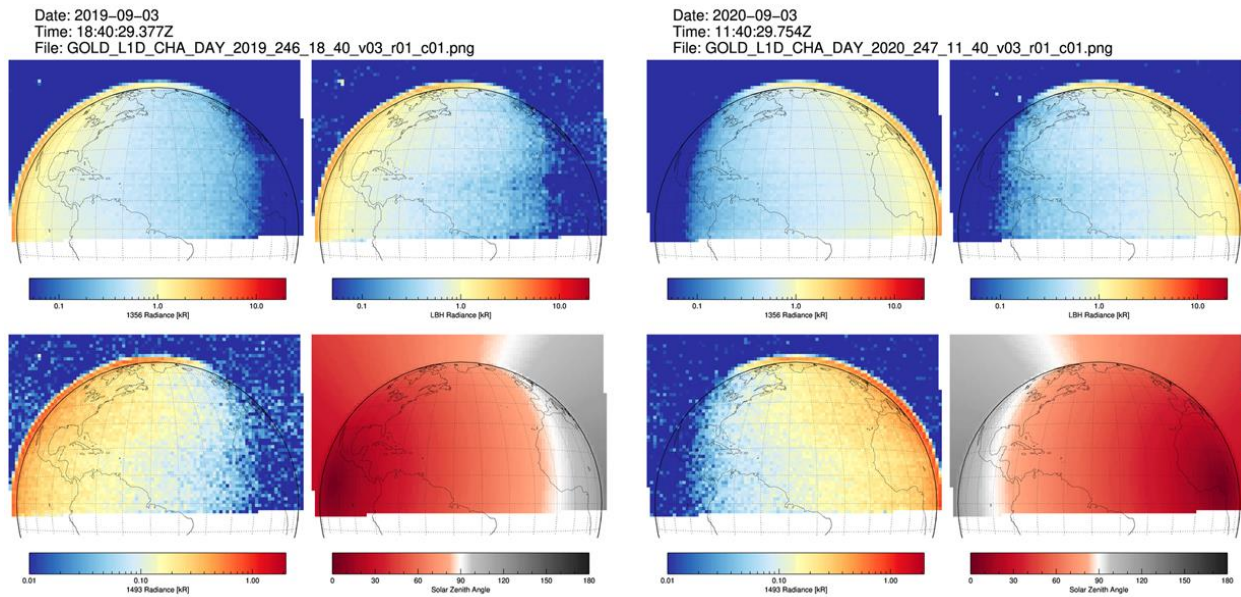 Date: 2019-09-03
Time: 18:40:29.377Z
File: GOLD_L1D_CHA_DAY_2019_246_18_40_v03_r01_c01.png
0.1 1.0 10.0
1356 Radiance [kR]
0.1 1.0 10.0
LBH Radiance [kR]
0.01 0.10 1.00
1493 Radiance [kR]
0 30 60 90 120 150 180
Solar Zenith Angle
Date: 2020-09-03
Time: 11:40:29.754Z
File: GOLD_L1D_CHA_DAY_2020_247_11_40_v03_r01_c01.png
0.1 1.0 10.0
1356 Radiance [kR]
0.1 1.0 10.0
LBH Radiance [kR]
0.01 0.10 1.00
1493 Radiance [kR]
0 30 60 90 120 150 180
Solar Zenith Angle